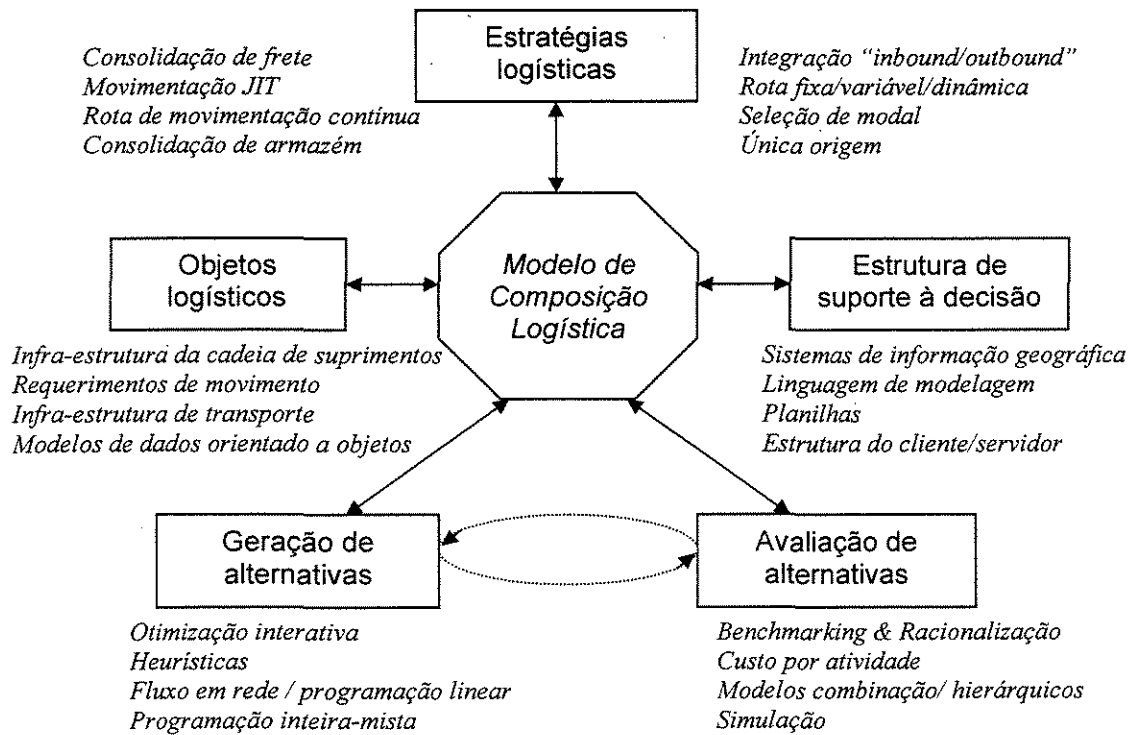 Estratégias
logísticas
Consolidação de frete
Movimentação JIT
Rota de movimentação contínua
Consolidação de armazém
Integração “inbound/outbound”
Rota fixa/variável/dinâmica
Seleção de modal
Única origem
Objetos
logísticos
Modelo de
Composição
Logística
Estrutura de
suporte à decisão
Infra-estrutura da cadeia de suprimentos
Requerimentos de movimento
Infra-estrutura de transporte
Modelos de dados orientado a objetos
Sistemas de informação geográfica
Linguagem de modelagem
Planilhas
Estrutura do cliente/servidor
Geração de
alternativas
Avaliação de
alternativas
Otimização interativa
Heurísticas
Fluxo em rede / programação linear
Programação inteira-mista
Benchmarking & Racionalização
Custo por atividade
Modelos combinação/ hierárquicos
Simulação